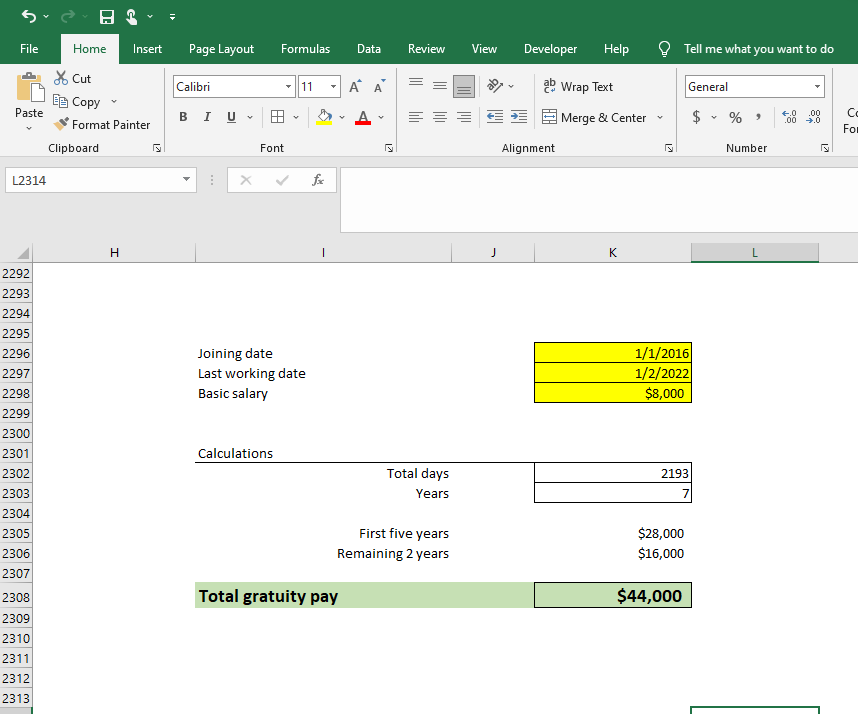 File Home Insert Page Layout Formulas Data Review View Developer Help Tell me what you want to do
Paste
Cut
Copy
Format Painter
Clipboard
Calibri 11 A A
B I U A
Font
ab Wrap Text
Merge & Center
Alignment
General
$ % , .00 .00
Number
L2314 fx
H I J K L
2292
2293
2294
2295
2296 Joining date 1/1/2016
2297 Last working date 1/2/2022
2298 Basic salary $8,000
2299
2300
2301 Calculations
2302 Total days 2193
2303 Years 7
2304
2305 First five years $28,000
2306 Remaining 2 years $16,000
2307
2308 Total gratuity pay $44,000
2309
2310
2311
2312
2313